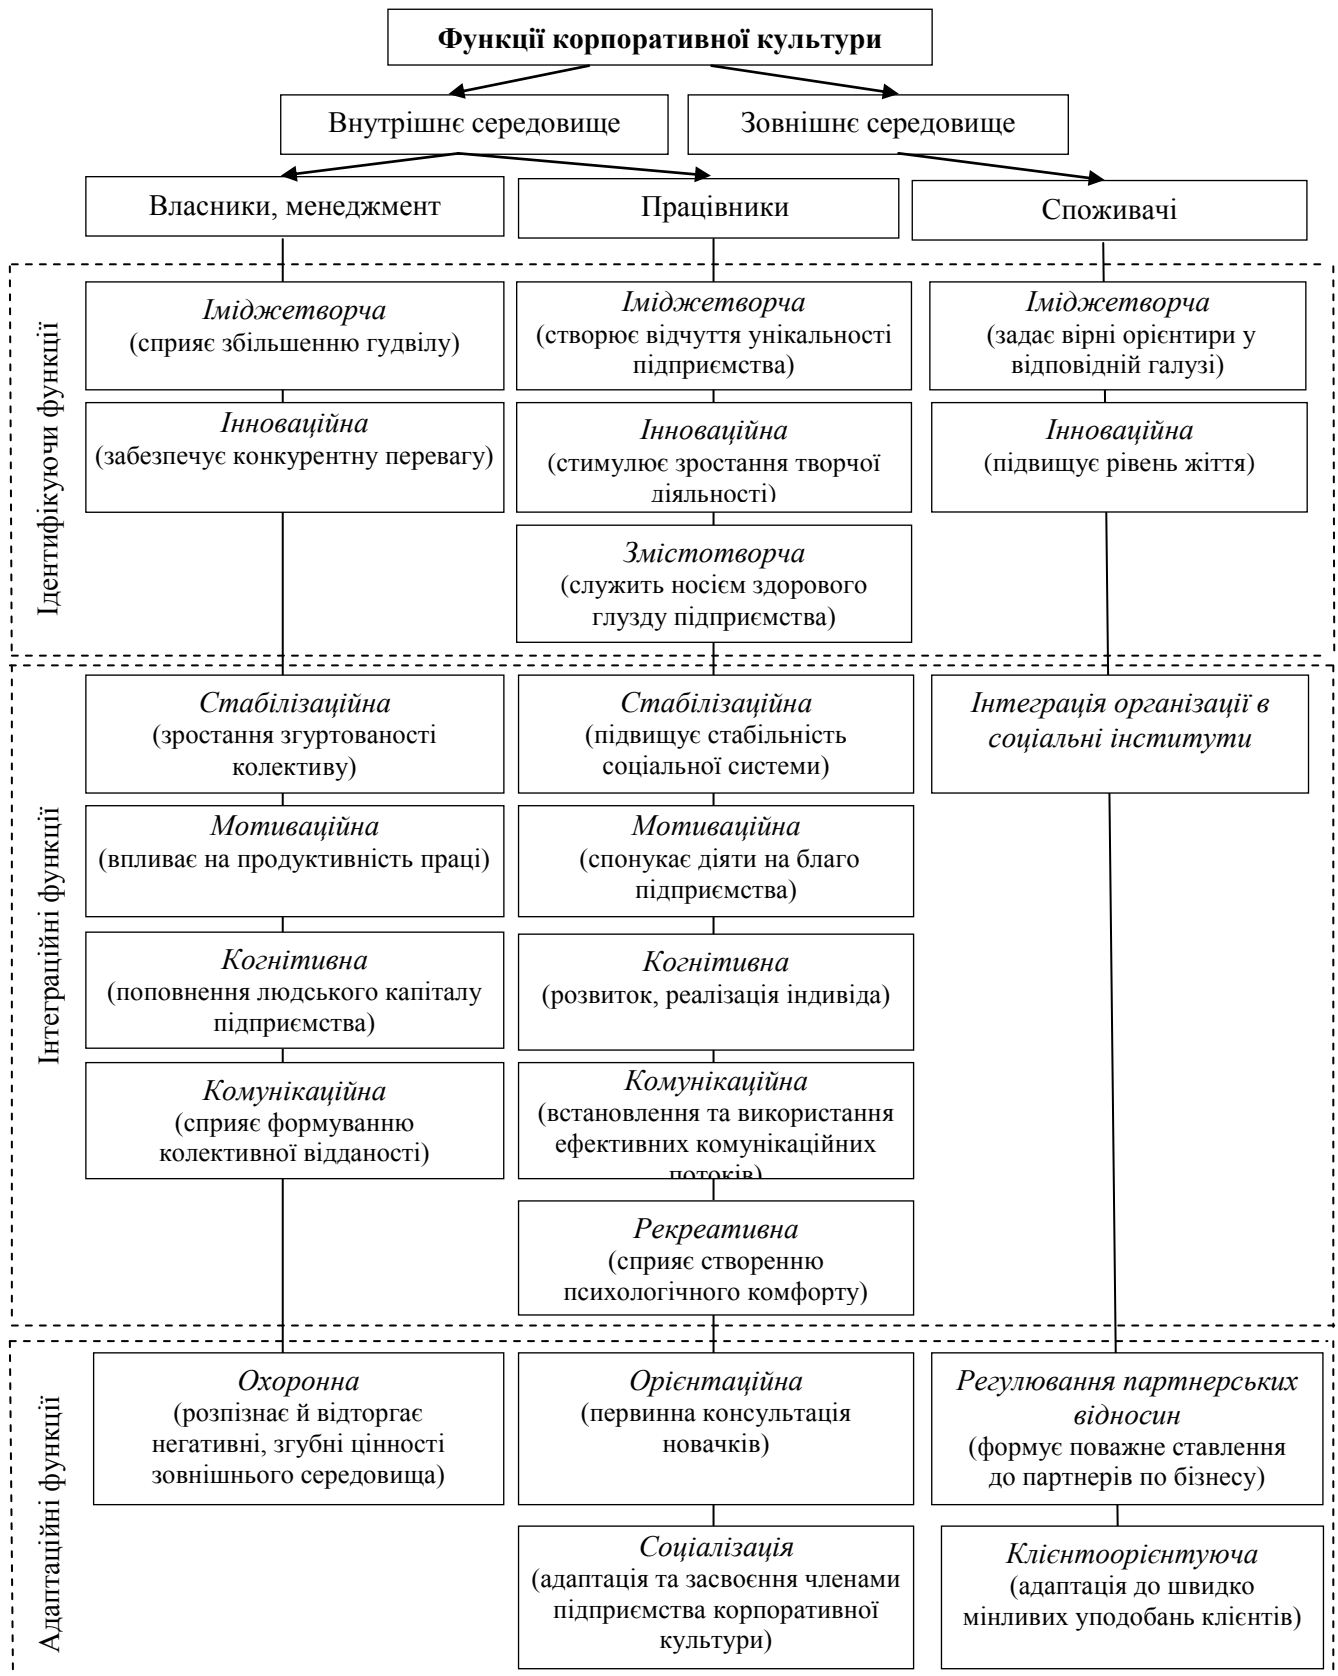 Функції корпоративної культури
Внутрішнє середовище
Зовнішнє середовище
Власники, менеджмент
Працівники
Споживачі
Ідентифікуючи функції
Іміджетворча
(сприяє збільшенню гудвілу)
Іміджетворча
(створює відчуття унікальності
підприємства)
Іміджетворча
(задає вірні орієнтири у
відповідній галузі)
Інноваційна
(забезпечує конкурентну перевагу)
Інноваційна
(стимулює зростання творчої
діяльності)
Інноваційна
(підвищує рівень жіття)
Змістотворча
(служить носієм здорового
глузду підприємства)
Інтеграційні функції
Стабілізаційна
(зростання згуртованості
колективу)
Стабілізаційна
(підвищує стабільність
соціальної системи)
Інтеграція організації в
соціальні інститути
Мотиваційна
(впливає на продуктивність праці)
Мотиваційна
(спонукає діяти на благо
підприємства)
Когнітивна
(поповнення людського капіталу
підприємства)
Когнітивна
(розвиток, реалізація індивіда)
Комунікаційна
(сприяє формуванню
колективної відданості)
Комунікаційна
(встановлення та використання
ефективних комунікаційних
потоків)
Рекреативна
(сприяє створенню
психологічного комфорту)
Адаптаційні функції
Охоронна
(розпізнає й відторгає
негативні, згубні цінності
зовнішнього середовища)
Орієнтаційна
(первинна консультація
новачків)
Регулювання партнерських
відносин
(формує поважне ставлення
до партнерів по бізнесу)
Соціалізація
(адаптація та засвоєння членами
підприємства корпоративної
культури)
Клієнтоорієнтуюча
(адаптація до швидко
мінливих уподобань клієнтів)